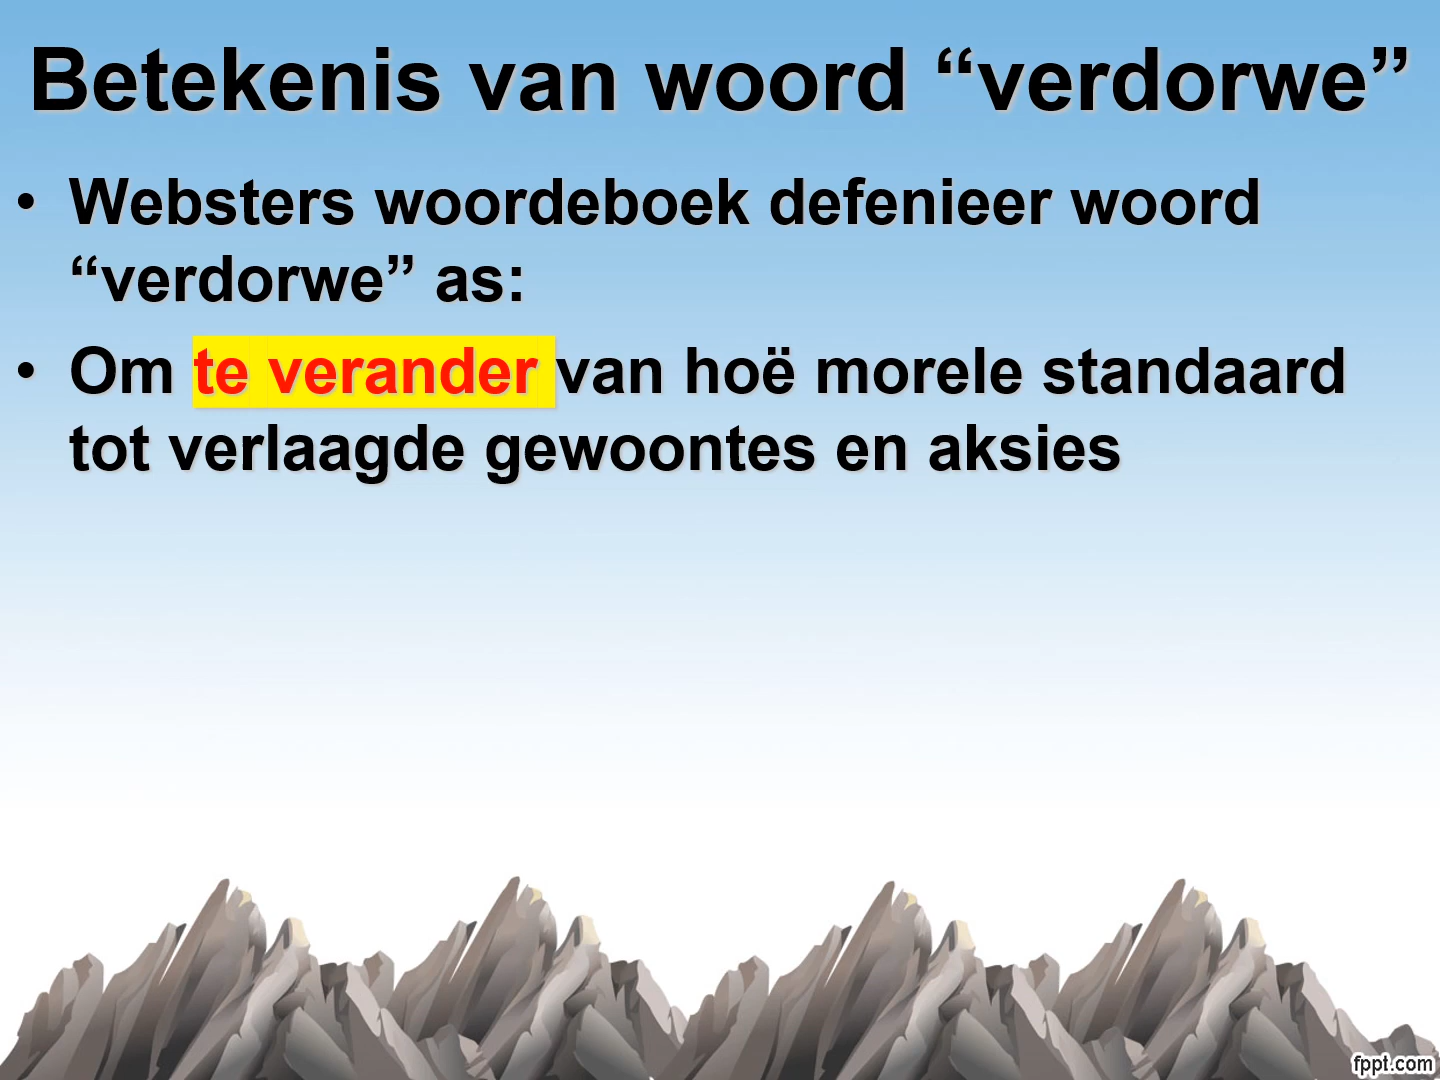 Betekenis van woord “verdorwe”
• Websters woordeboek defenieer woord
“verdorwe” as:
• Om te verander van hoë morele standaard
tot verlaagde gewoontes en aksies
fppt.com